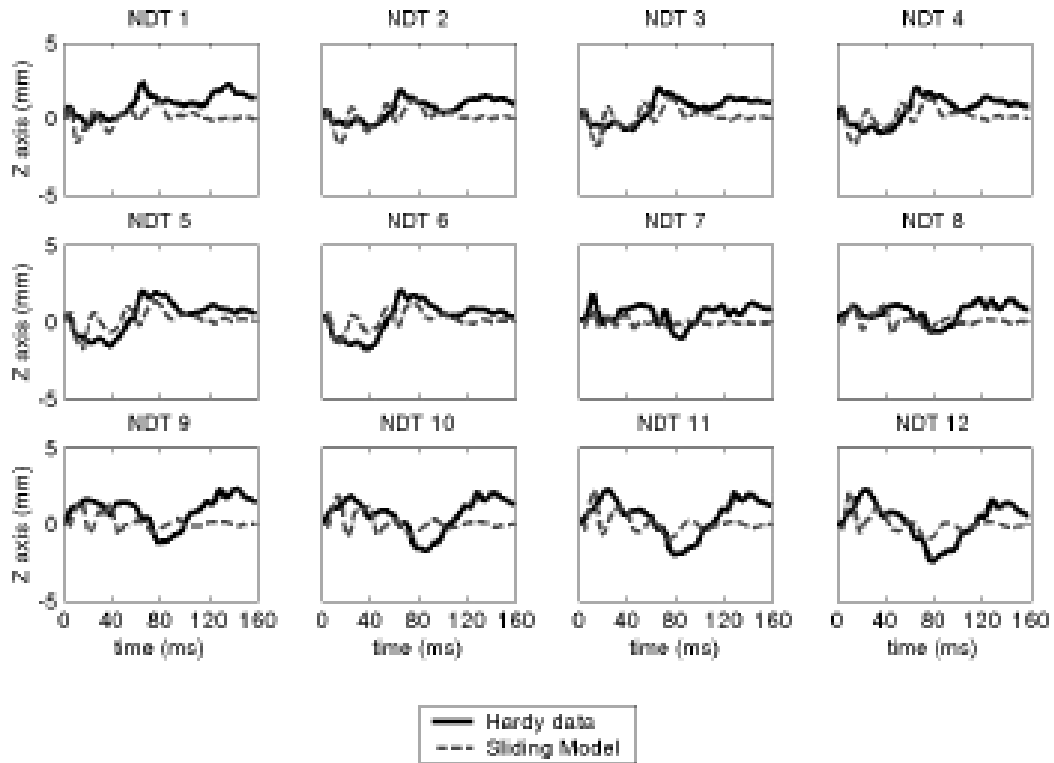 NDT 1 NDT 2 NDT 3 NDT 4
5
Z axis (mm)
0
-5
NDT 5 NDT 6 NDT 7 NDT 8
5
Z axis (mm)
0
-5
NDT 9 NDT 10 NDT 11 NDT 12
5
Z axis (mm)
0
-5
0 40 80 120 160 0 40 80 120 160 0 40 80 120 160 0 40 80 120 160
time (ms) time (ms) time (ms) time (ms)
Hardy data
Sliding Model